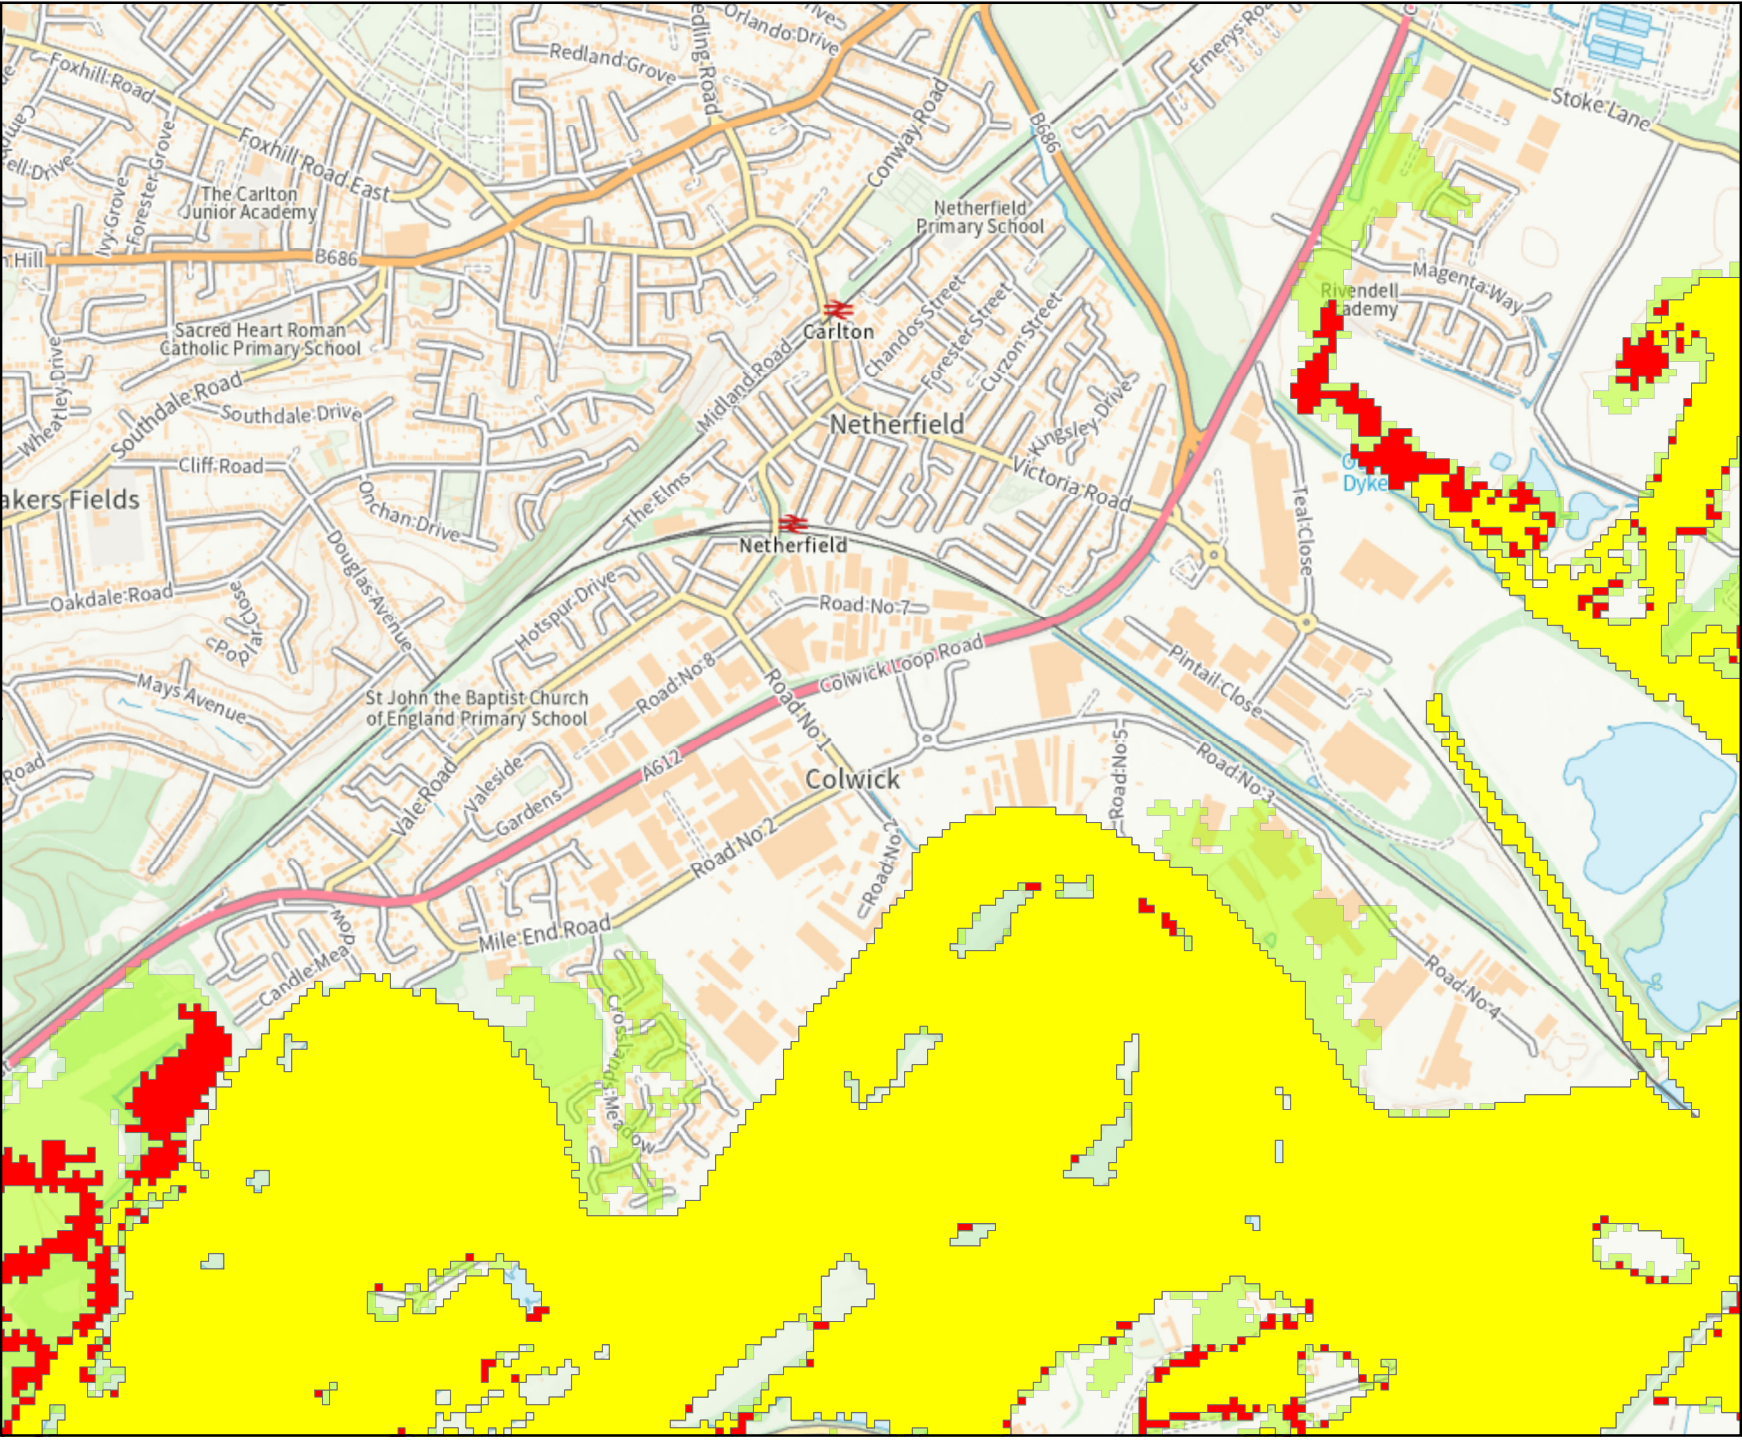 Orlando Drive
Redland Grove
Emerys Road
Foxhill Road
Conway Road
B686
Stoke Lane
Foxhill Road East
Forester Grove
Ivy Grove
The Carlton
Junior Academy
Netherfield
Primary School
B686
Magenta Way
Rivendell
Carlton
Chandos Street
Forester Street
Curzon Street
Sacred Heart Roman
Catholic Primary School
Midland Road
Wheatley Drive
Southdale Road
Southdale Drive
Kingsley Drive
Netherfield
Cliff Road
Victoria Road
Dyke
The Elms
Onchan Drive
Teal Close
Netherfield
Douglas Avenue
Oakdale Road
Poplar Close
Hotspur Drive
Road No 7
Colwick Loop Road
Road No 8
Pintail Close
Mays Avenue
St John the Baptist Church
of England Primary School
Road No 1
Road No 5
Road No 3
A612
Colwick
Vale Road
Valeside
Gardens
Road No 2
Road No 2
Mile End Road
Candle Meadow
Road No 4
Crosslands Meadow